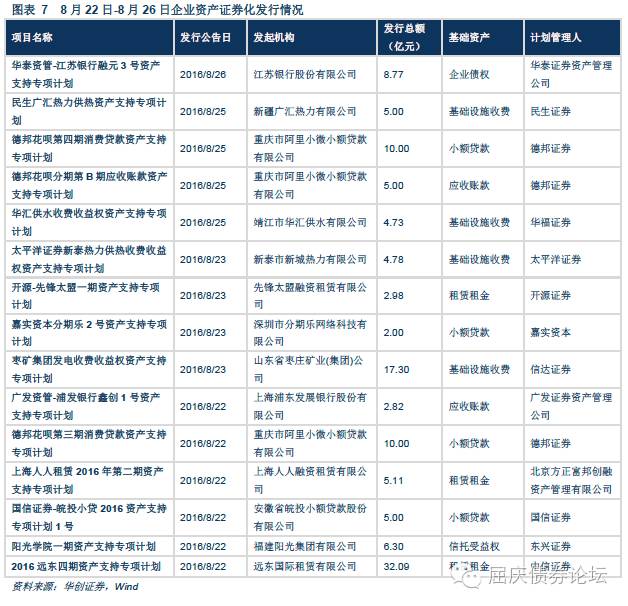 图表 7 8 月 22 日-8 月 26 日企业资产证券化发行情况
项目名称 发行公告日 发起机构 发行总额（亿元） 基础资产 计划管理人
华泰资管-江苏银行融元 3 号资产支持专项计划 2016/8/26 江苏银行股份有限公司 8.77 企业债权 华泰证券资产管理公司
民生广汇热力供热资产支持专项计划 2016/8/25 新疆广汇热力有限公司 5.00 基础设施收费 民生证券
德邦花呗第四期消费贷款资产支持专项计划 2016/8/25 重庆市阿里小微小额贷款有限公司 10.00 小额贷款 德邦证券
德邦花呗分期第 B 期应收账款资产支持专项计划 2016/8/25 重庆市阿里小微小额贷款有限公司 5.00 应收账款 德邦证券
华汇供水收费收益权资产支持专项计划 2016/8/25 靖江市华汇供水有限公司 4.73 基础设施收费 华福证券
太平洋证券新泰热力供热收费收益权资产支持专项计划 2016/8/23 新泰市新城热力有限公司 4.78 基础设施收费 太平洋证券
开源-先锋太盟一期资产支持专项计划 2016/8/23 先锋太盟融资租赁有限公司 2.98 租赁租金 开源证券
嘉实资本分期乐 2 号资产支持专项计划 2016/8/23 深圳市分期乐网络科技有限公司 2.00 小额贷款 嘉实资本
枣矿集团发电收费收益权资产支持专项计划 2016/8/23 山东省枣庄矿业(集团)公司 17.30 基础设施收费 信达证券
广发资管-浦发银行鑫创 1 号资产支持专项计划 2016/8/22 上海浦东发展银行股份有限公司 2.82 应收账款 广发证券资产管理公司
德邦花呗第三期消费贷款资产支持专项计划 2016/8/22 重庆市阿里小微小额贷款有限公司 10.00 小额贷款 德邦证券
上海人人租赁 2016 年第二期资产支持专项计划 2016/8/22 上海人人融资租赁有限公司 5.11 租赁租金 北京方正富邦创融资产管理有限公司
国信证券-皖投小贷 2016 资产支持专项计划 1 号 2016/8/22 安徽省皖投小额贷款股份有限公司 5.00 小额贷款 国信证券
阳光学院一期资产支持专项计划 2016/8/22 福建阳光集团有限公司 6.30 信托受益权 东兴证券
2016 远东四期资产支持专项计划 2016/8/22 远东国际租赁有限公司 32.09 租赁租金 中信证券
资料来源：华创证券，Wind
屈庆债券论坛